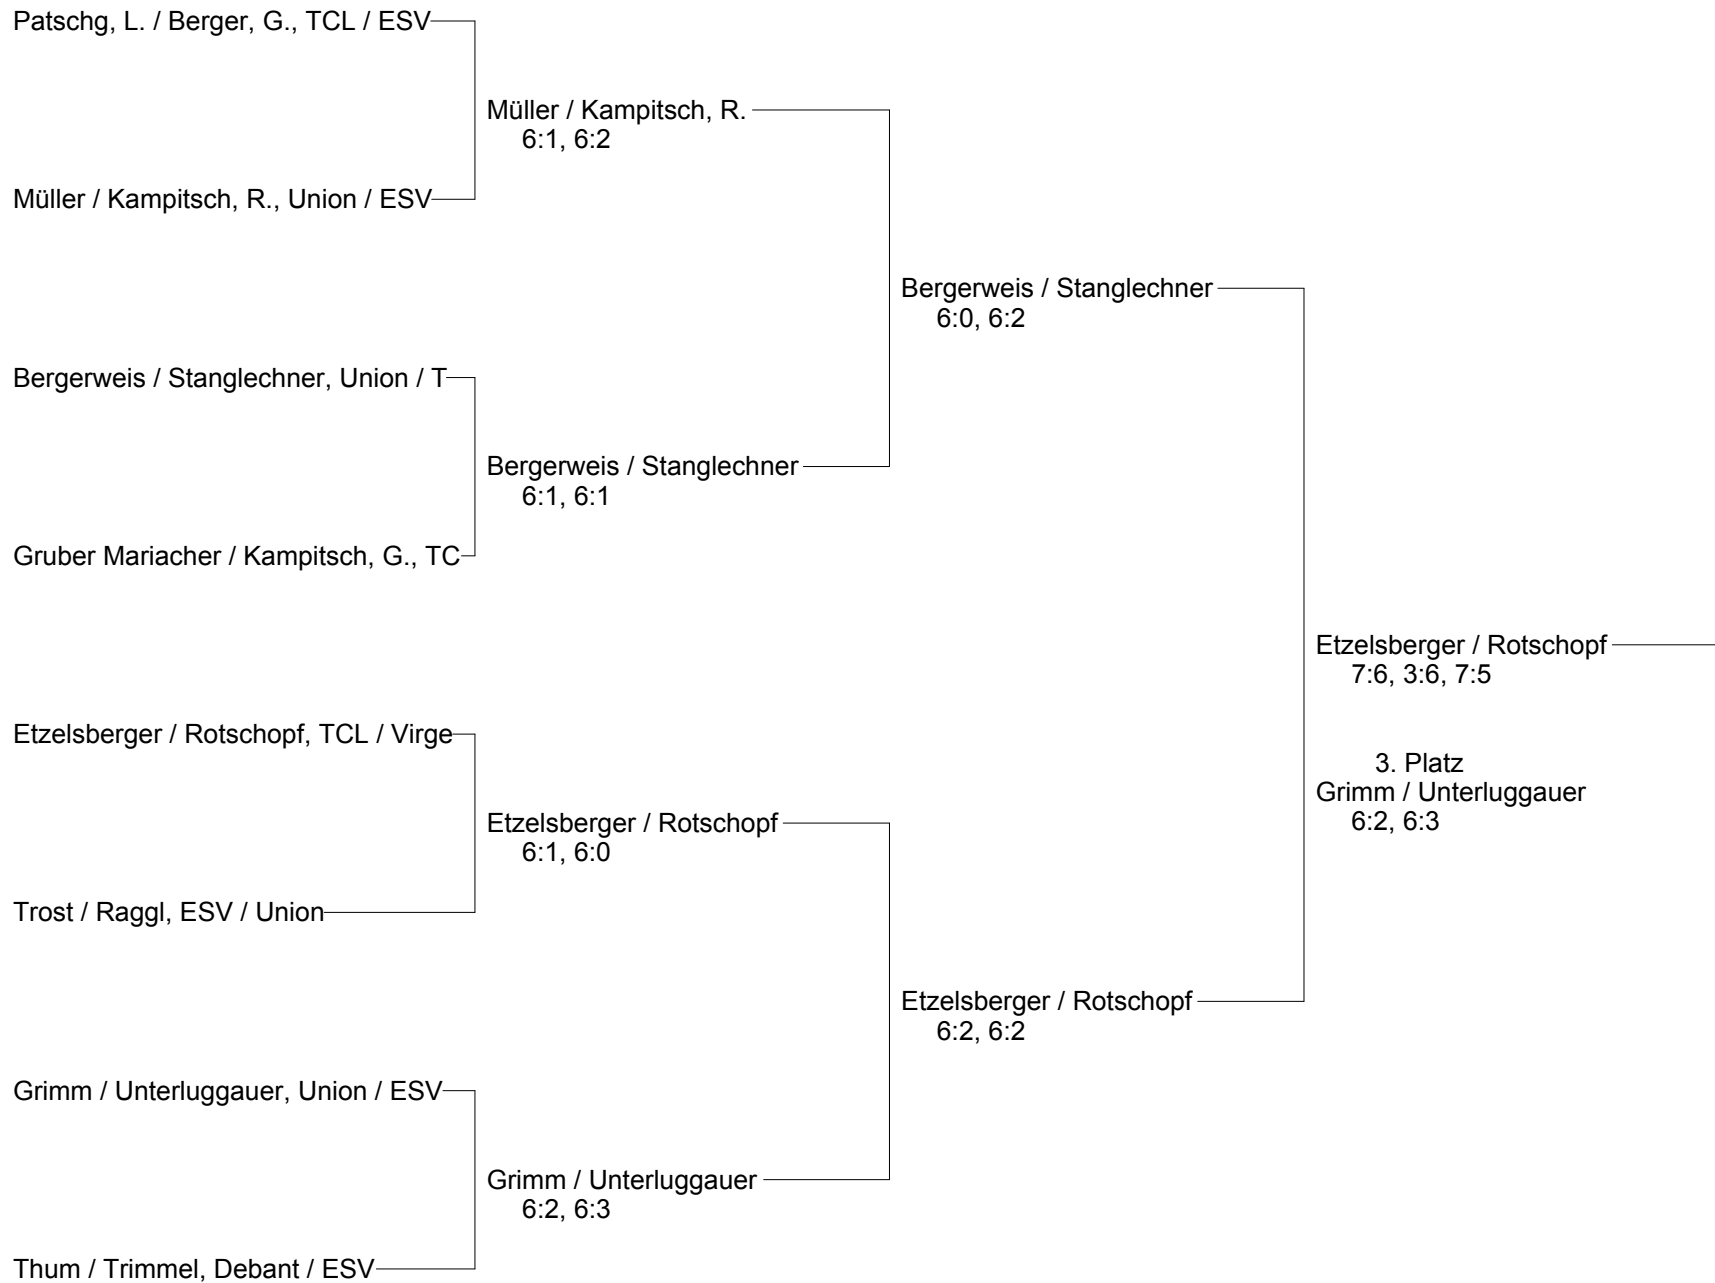 Patschg, L. / Berger, G., TCL / ESV
Müller / Kampitsch, R.
6:1, 6:2
Müller / Kampitsch, R., Union / ESV
Bergerweis / Stanglechner
6:0, 6:2
Bergerweis / Stanglechner, Union / T
Bergerweis / Stanglechner
6:1, 6:1
Gruber Mariacher / Kampitsch, G., TC
Etzelsberger / Rotschopf
7:6, 3:6, 7:5
Etzelsberger / Rotschopf, TCL / Virge
3. Platz
Grimm / Unterluggauer
6:2, 6:3
Etzelsberger / Rotschopf
6:1, 6:0
Trost / Raggl, ESV / Union
Etzelsberger / Rotschopf
6:2, 6:2
Grimm / Unterluggauer, Union / ESV
Grimm / Unterluggauer
6:2, 6:3
Thum / Trimmel, Debant / ESV